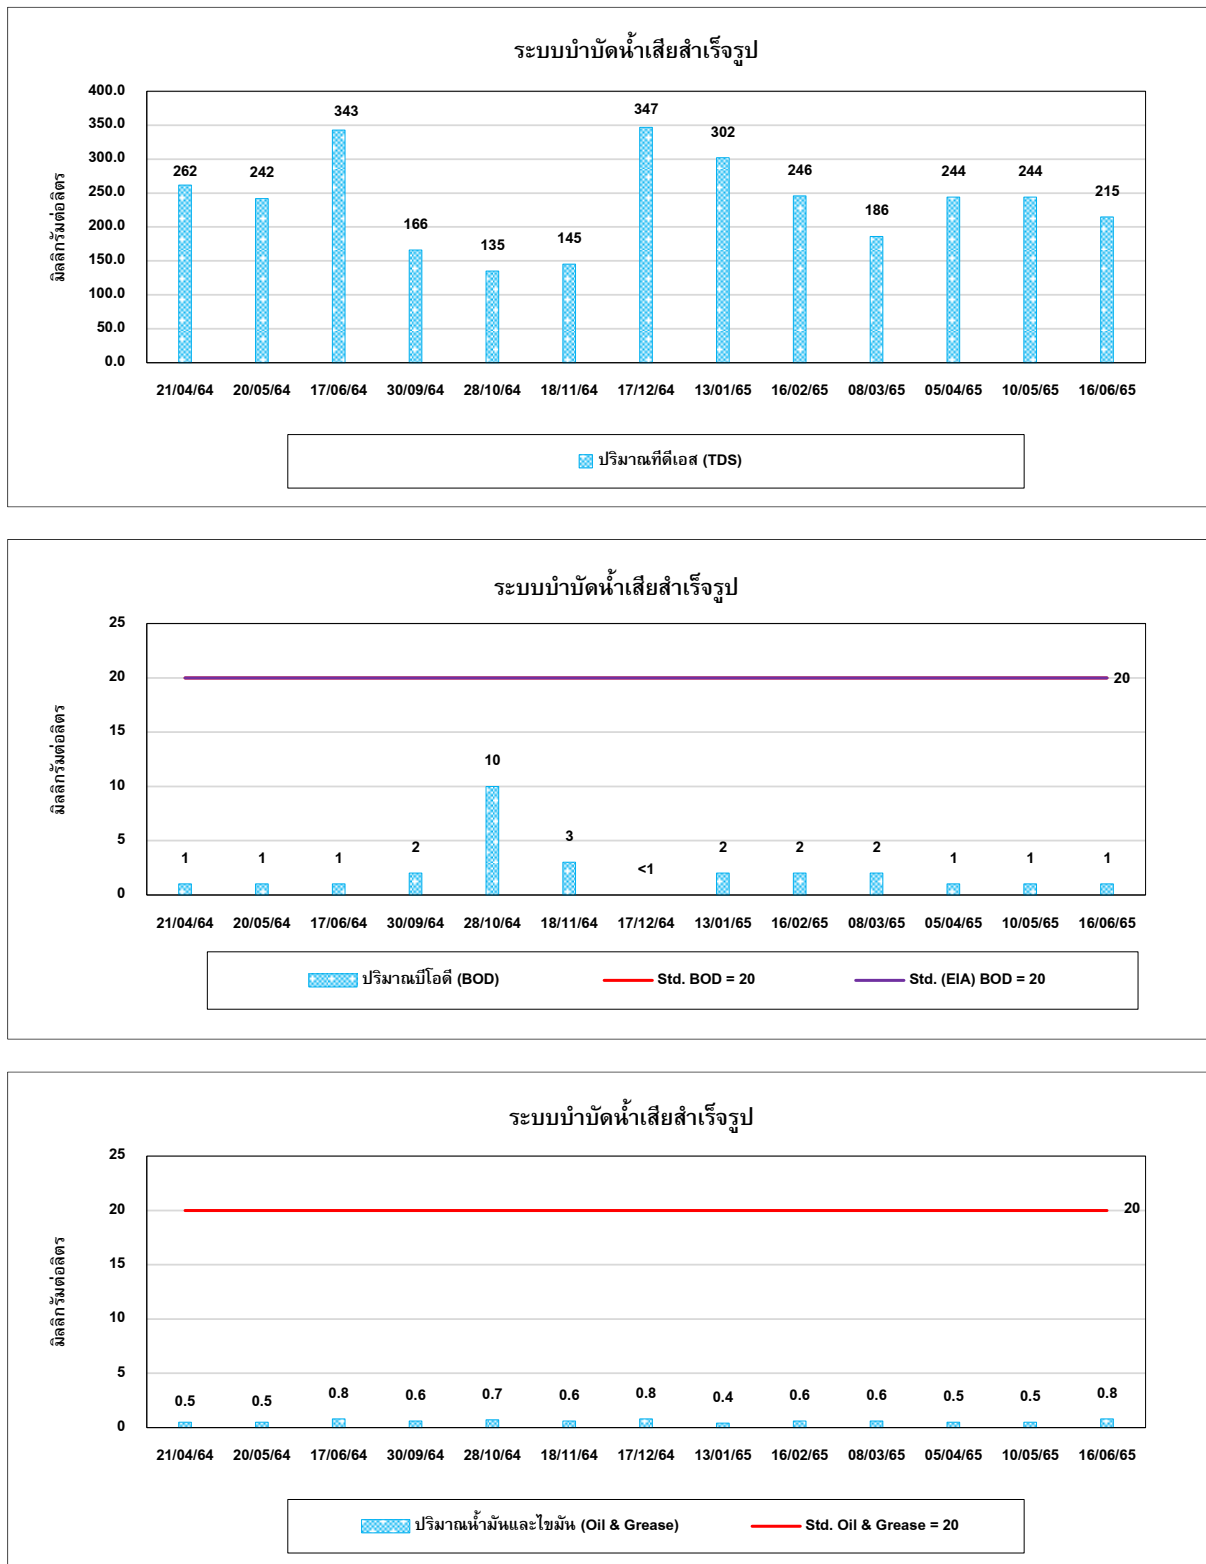 ระบบบำบัดน้ำเสียสำเร็จรูป
มิลลิกรัมต่อลิตร
400.0
350.0
300.0
250.0
200.0
150.0
100.0
50.0
0.0
262 242 343 166 135 145 347 302 246 186 244 244 215
21/04/64 20/05/64 17/06/64 30/09/64 28/10/64 18/11/64 17/12/64 13/01/65 16/02/65 08/03/65 05/04/65 10/05/65 16/06/65
ปริมาณทีดีเอส (TDS)
ระบบบำบัดน้ำเสียสำเร็จรูป
มิลลิกรัมต่อลิตร
25
20
15
10
5
0
20
1 1 1 2 10 3 <1 2 2 2 1 1 1
21/04/64 20/05/64 17/06/64 30/09/64 28/10/64 18/11/64 17/12/64 13/01/65 16/02/65 08/03/65 05/04/65 10/05/65 16/06/65
ปริมาณบีโอดี (BOD) Std. BOD = 20 Std. (EIA) BOD = 20
ระบบบำบัดน้ำเสียสำเร็จรูป
มิลลิกรัมต่อลิตร
25
20
15
10
5
0
20
0.5 0.5 0.8 0.6 0.7 0.6 0.8 0.4 0.6 0.6 0.5 0.5 0.8
21/04/64 20/05/64 17/06/64 30/09/64 28/10/64 18/11/64 17/12/64 13/01/65 16/02/65 08/03/65 05/04/65 10/05/65 16/06/65
ปริมาณน้ำมันและไขมัน (Oil & Grease) Std. Oil & Grease = 20